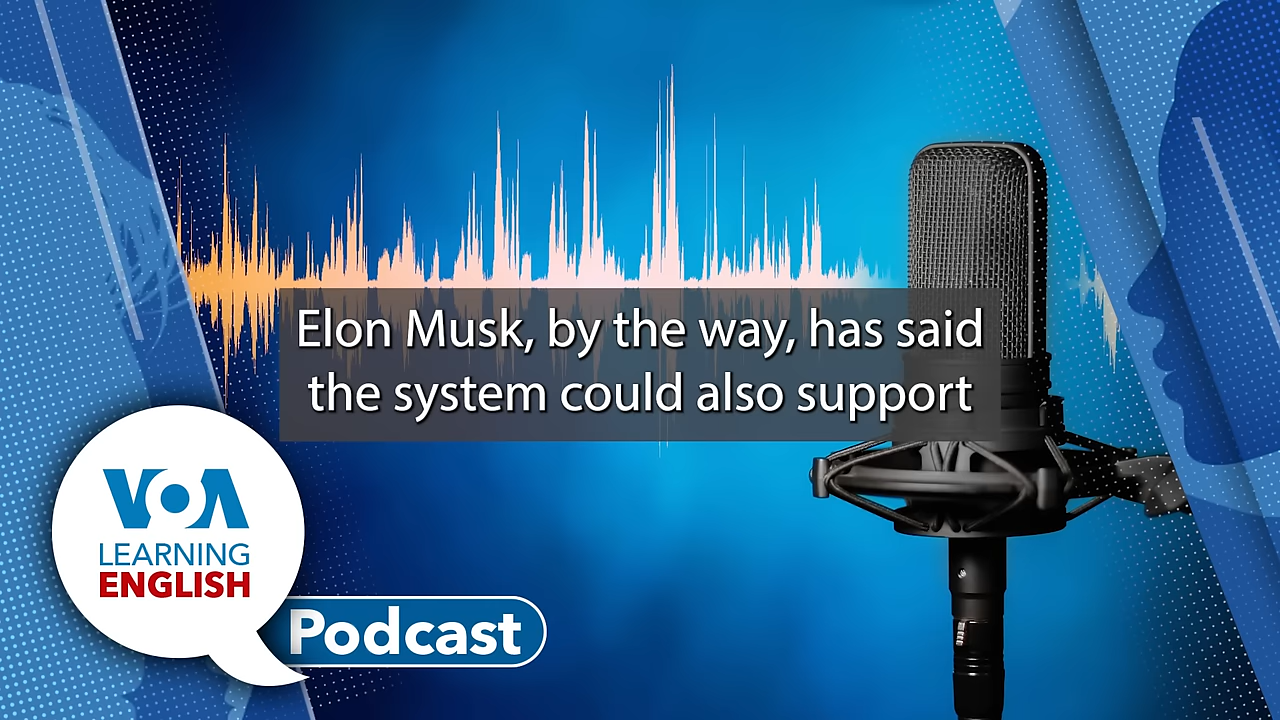 Elon Musk, by the way, has said
the system could also support
VOA
LEARNING
ENGLISH
Podcast